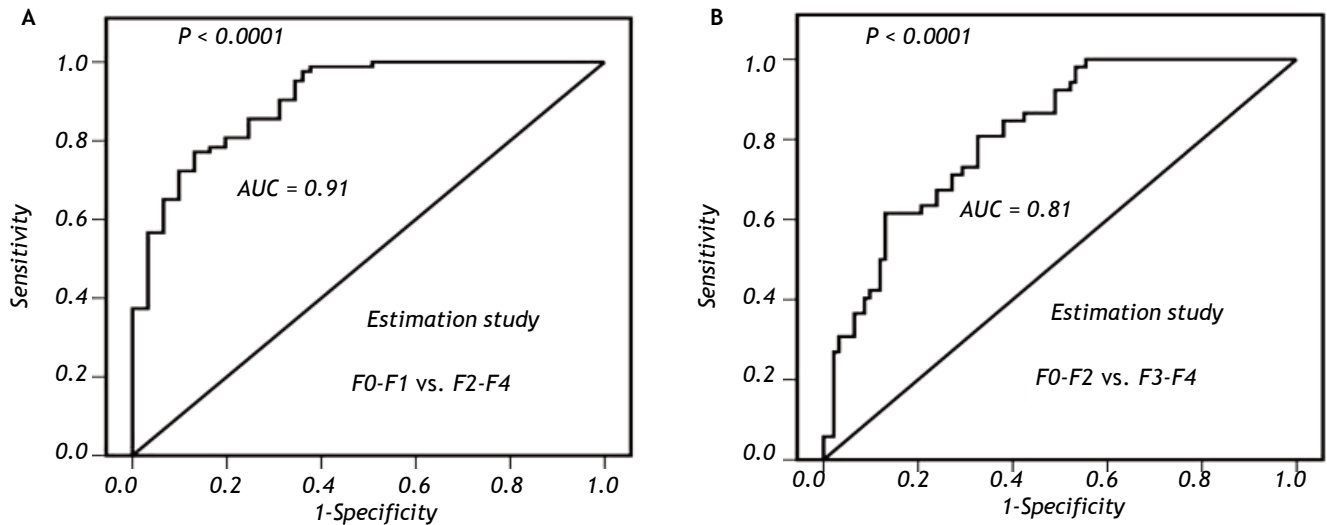 A
P < 0.0001
1.0
0.8
AUC = 0.91
0.6
Sensitivity
0.4
Estimation study
0.2
F0-F1 vs. F2-F4
0.0
0.0 0.2 0.4 0.6 0.8 1.0
1-Specificity
B
P < 0.0001
1.0
0.8
0.6
AUC = 0.81
Sensitivity
0.4
Estimation study
0.2
F0-F2 vs. F3-F4
0.0
0.0 0.2 0.4 0.6 0.8 1.0
1-Specificity